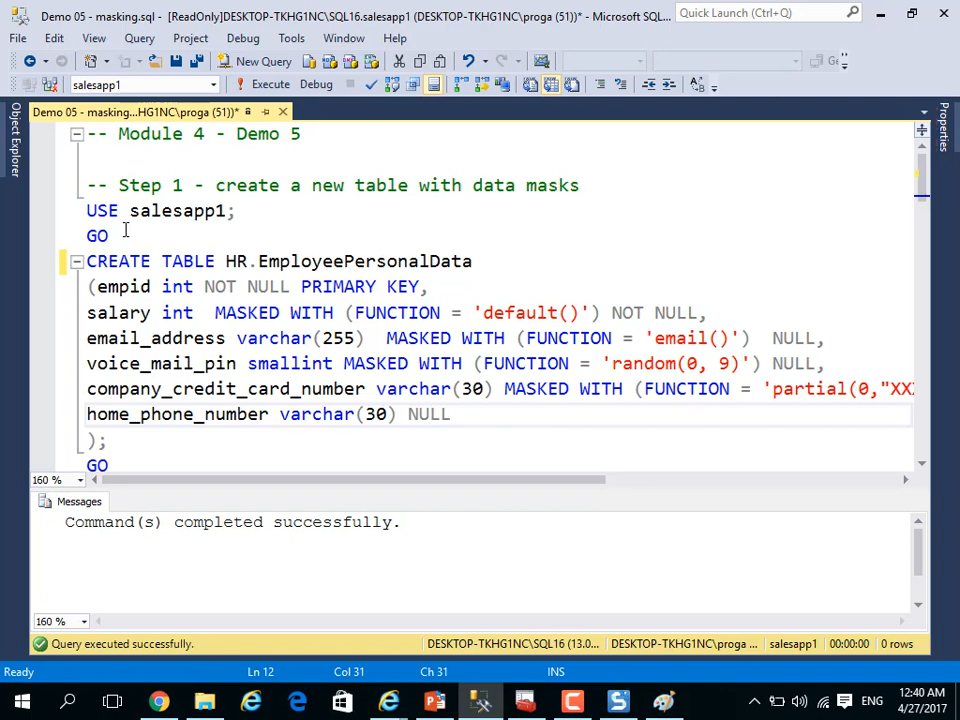 Demo 05 - masking.sql - [ReadOnly]DESKTOP-TKHG1NC\SQL16.salesapp1 (DESKTOP-TKHG1NC\proga (51))* - Microsoft SQL...
Quick Launch (Ctrl+Q)
File Edit View Query Project Debug Tools Window Help
New Query
salesapp1 Execute Debug
Demo 05 - masking...HG1NC\proga (51))*
Object Explorer
Properties
-- Module 4 - Demo 5
-- Step 1 - create a new table with data masks
USE salesapp1;
GO
CREATE TABLE HR.EmployeePersonalData
(empid int NOT NULL PRIMARY KEY,
salary int MASKED WITH (FUNCTION = 'default()') NOT NULL,
email_address varchar(255) MASKED WITH (FUNCTION = 'email()') NULL,
voice_mail_pin smallint MASKED WITH (FUNCTION = 'random(0, 9)') NULL,
company_credit_card_number varchar(30) MASKED WITH (FUNCTION = 'partial(0,"XX
home_phone_number varchar(30) NULL
);
GO
160 %
Messages
Command(s) completed successfully.
160 %
Query executed successfully. DESKTOP-TKHG1NC\SQL16 (13.0... DESKTOP-TKHG1NC\proga ... salesapp1 00:00:00 0 rows
Ready Ln 12 Col 31 Ch 31 INS
ENG
12:40 AM
4/27/2017